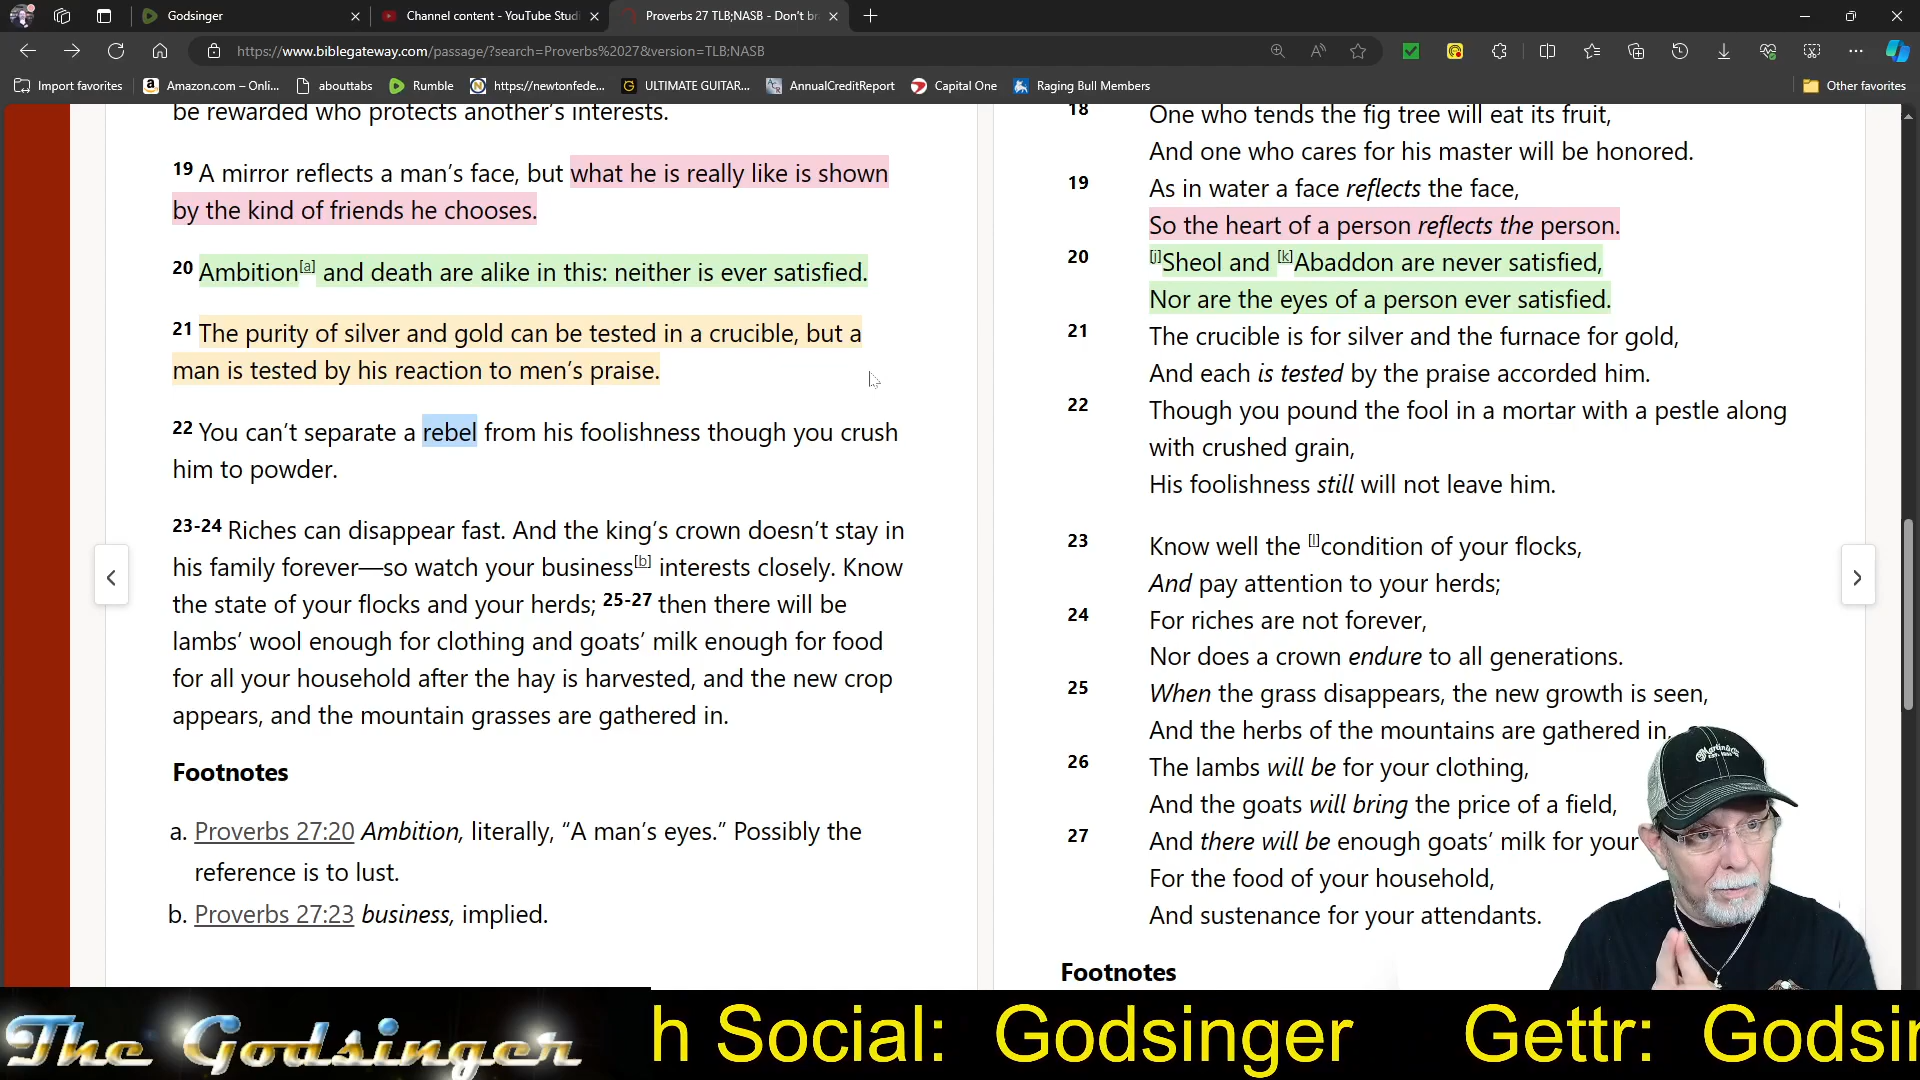 Godsinger
Channel content - YouTube Studi
Proverbs 27 TLB;NASB - Don't br
https://www.biblegateway.com/passage/?search=Proverbs%2027&version=TLB;NASB
Import favorites
Amazon.com – Onli...
abouttabs
Rumble
https://newtonfede...
ULTIMATE GUITAR...
AnnualCreditReport
Capital One
Raging Bull Members
Other favorites
be rewarded who protects another's interests.
19 A mirror reflects a man's face, but what he is really like is shown
by the kind of friends he chooses.
20 Ambition[a] and death are alike in this: neither is ever satisfied.
21 The purity of silver and gold can be tested in a crucible, but a
man is tested by his reaction to men's praise.
22 You can't separate a rebel from his foolishness though you crush
him to powder.
23-24 Riches can disappear fast. And the king's crown doesn't stay in
his family forever—so watch your business[b] interests closely. Know
the state of your flocks and your herds; 25-27 then there will be
lambs' wool enough for clothing and goats' milk enough for food
for all your household after the hay is harvested, and the new crop
appears, and the mountain grasses are gathered in.
Footnotes
a. Proverbs 27:20 Ambition, literally, “A man's eyes.” Possibly the
reference is to lust.
b. Proverbs 27:23 business, implied.
18 One who tends the fig tree will eat its fruit,
And one who cares for his master will be honored.
19 As in water a face reflects the face,
So the heart of a person reflects the person.
20 [j]Sheol and [k]Abaddon are never satisfied,
Nor are the eyes of a person ever satisfied.
21 The crucible is for silver and the furnace for gold,
And each is tested by the praise accorded him.
22 Though you pound the fool in a mortar with a pestle along
with crushed grain,
His foolishness still will not leave him.
23 Know well the [l]condition of your flocks,
And pay attention to your herds;
24 For riches are not forever,
Nor does a crown endure to all generations.
25 When the grass disappears, the new growth is seen,
And the herbs of the mountains are gathered in,
26 The lambs will be for your clothing,
And the goats will bring the price of a field,
27 And there will be enough goats' milk for your
For the food of your household,
And sustenance for your attendants.
Footnotes
Martin & Co
EST. 1833
The Godsinger
h Social: Godsinger Gettr: Godsin